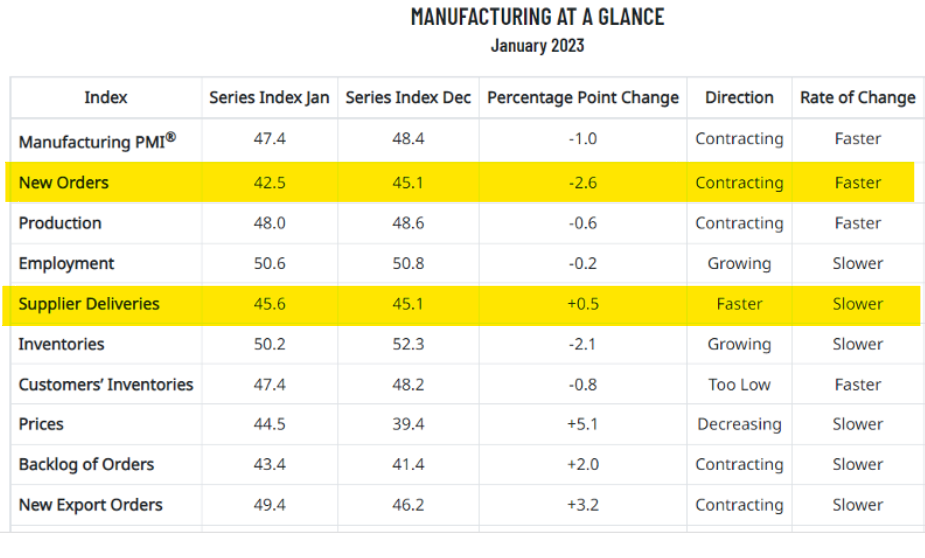 MANUFACTURING AT A GLANCE
January 2023
Index Series Index Jan Series Index Dec Percentage Point Change Direction Rate of Change
Manufacturing PMI® 47.4 48.4 -1.0 Contracting Faster
New Orders 42.5 45.1 -2.6 Contracting Faster
Production 48.0 48.6 -0.6 Contracting Faster
Employment 50.6 50.8 -0.2 Growing Slower
Supplier Deliveries 45.6 45.1 +0.5 Faster Slower
Inventories 50.2 52.3 -2.1 Growing Slower
Customers’ Inventories 47.4 48.2 -0.8 Too Low Faster
Prices 44.5 39.4 +5.1 Decreasing Slower
Backlog of Orders 43.4 41.4 +2.0 Contracting Slower
New Export Orders 49.4 46.2 +3.2 Contracting Slower